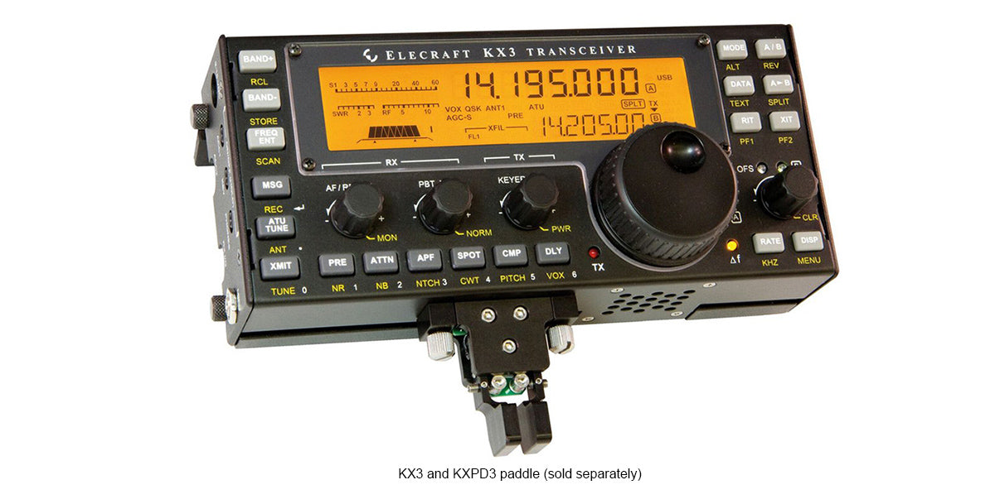 ELECRAFT KX3 TRANSCEIVER
BAND+
RCL
BAND-
STORE
FREQ
ENT
SCAN
MSG
REC
ATU
TUNE
ANT
XMIT
TUNE 0
S1 3 5 7 9 20 40 60
SWR 2 3 RF 5 10
14.195.000
USB
A
VOX QSK ANT1 ATU
AGC-S PRE
SPLT TX
B
XFIL
FL1
14.205.00
MODE
ALT
A / B
REV
DATA
TEXT
A B
SPLIT
RIT
PF1
XIT
PF2
RX
TX
AF /
MON
PBT
NORM
KEYER
PWR
OFS
CLR
A
PRE
NR 1
ATTN
NB 2
APF
NTCH 3
SPOT
CWT 4
CMP
PITCH 5
DLY
VOX 6
TX
Δf
RATE
KHZ
DISP
MENU
KX3 and KXPD3 paddle (sold separately)